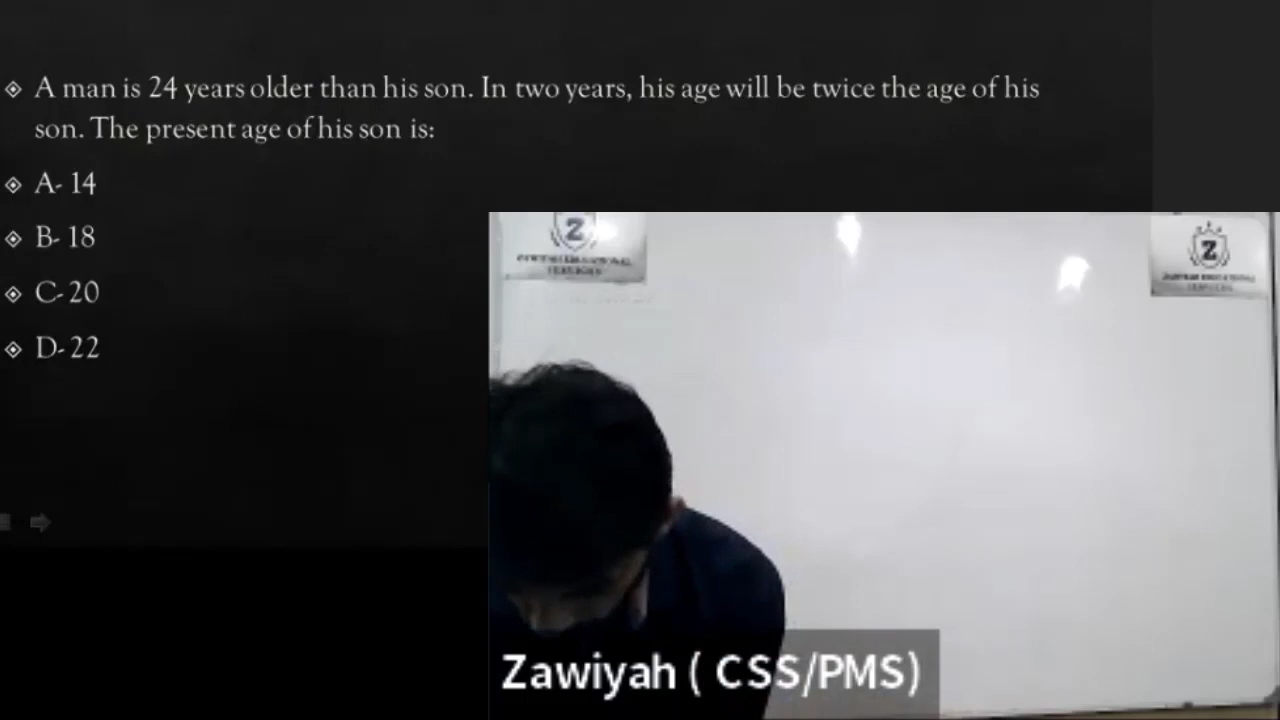 A man is 24 years older than his son. In two years, his age will be twice the age of his
son. The present age of his son is:
A- 14
B- 18
C- 20
D- 22
Z
Z
Zawiyah ( CSS/PMS)